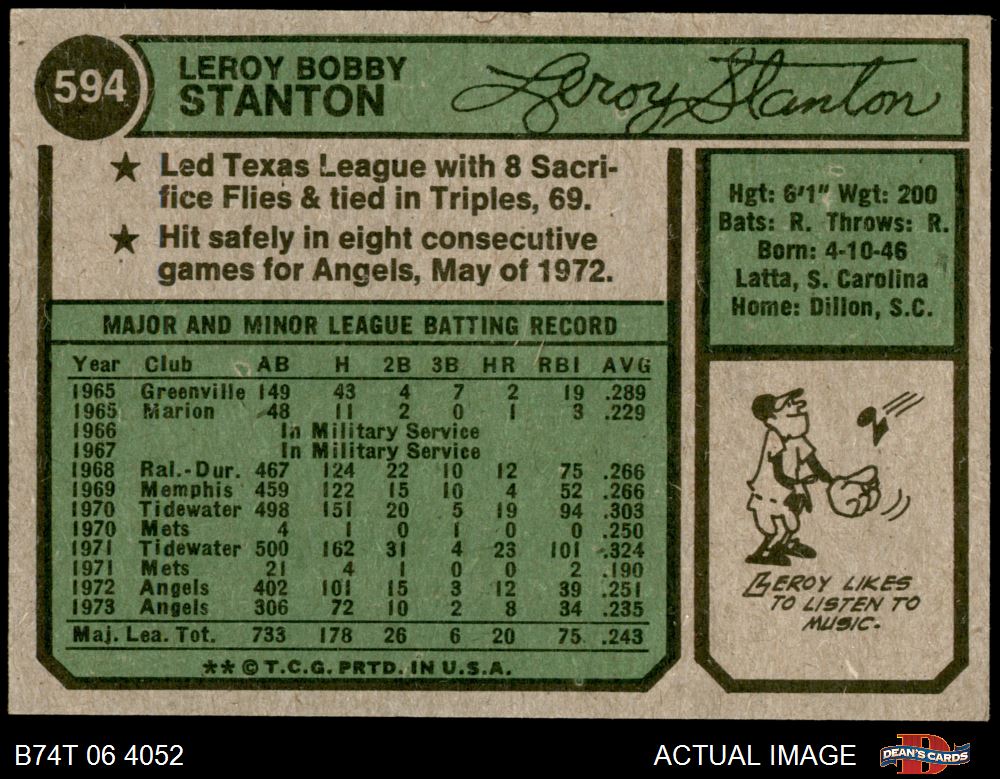 594
LEROY BOBBY
STANTON
Leroy Stanton
★ Led Texas League with 8 Sacri-
fice Flies & tied in Triples, 69.
★ Hit safely in eight consecutive
games for Angels, May of 1972.
Hgt: 6'1" Wgt: 200
Bats: R. Throws: R.
Born: 4-10-46
Latta, S. Carolina
Home: Dillon, S.C.
MAJOR AND MINOR LEAGUE BATTING RECORD
Year Club AB H 2B 3B HR RBI AVG
1965 Greenville 149 43 4 7 2 19 .289
1965 Marion 48 11 2 0 1 3 .229
1966 In Military Service
1967 In Military Service
1968 Ral.-Dur. 467 124 22 10 12 75 .266
1969 Memphis 459 122 15 10 4 52 .266
1970 Tidewater 498 151 20 5 19 94 .303
1970 Mets 4 1 0 1 0 0 .250
1971 Tidewater 500 162 31 4 23 101 .324
1971 Mets 21 4 1 0 0 2 .190
1972 Angels 402 101 15 3 12 39 .251
1973 Angels 306 72 10 2 8 34 .235
Maj. Lea. Tot. 733 178 26 6 20 75 .243
** © T.C.G. PRTD. IN U.S.A.
LEROY LIKES
TO LISTEN TO
MUSIC.
B74T 06 4052
ACTUAL IMAGE
DEAN'S CARDS